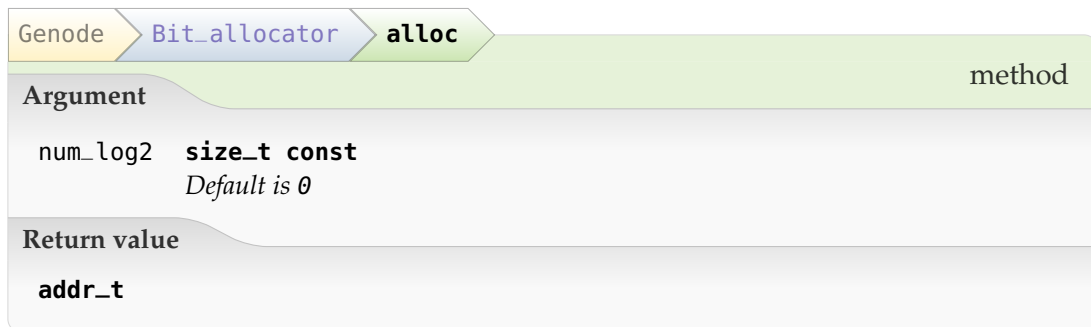 Genode Bit_allocator alloc
method
Argument
num_log2 size_t const
Default is 0
Return value
addr_t